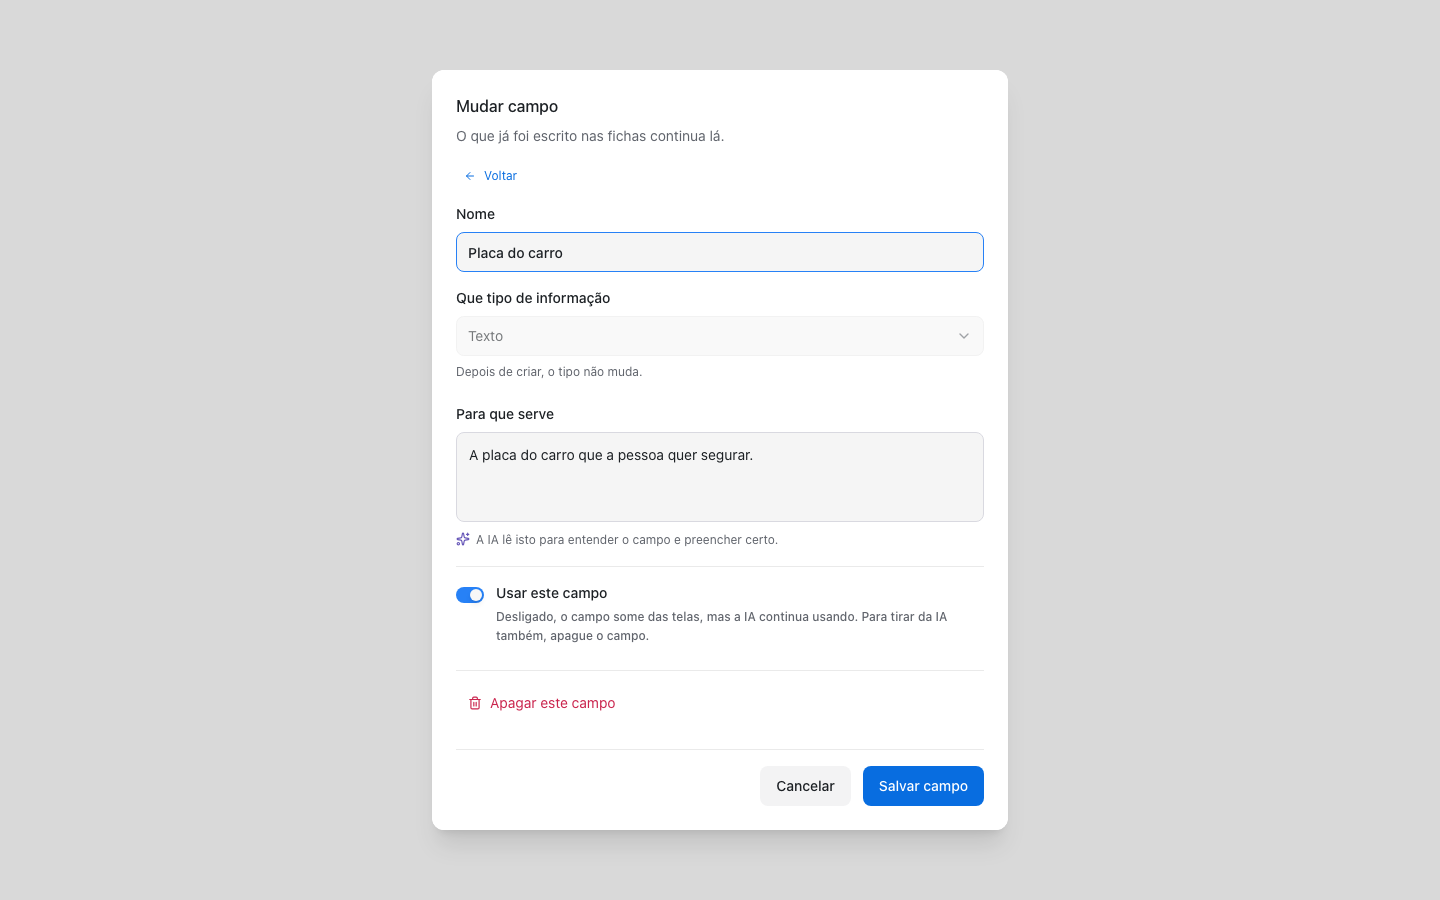 Mudar campo
O que já foi escrito nas fichas continua lá.
Voltar
Nome
Placa do carro
Que tipo de informação
Texto
Depois de criar, o tipo não muda.
Para que serve
A placa do carro que a pessoa quer segurar.
A IA lê isto para entender o campo e preencher certo.
Usar este campo
Desligado, o campo some das telas, mas a IA continua usando. Para tirar da IA
também, apague o campo.
Apagar este campo
Cancelar
Salvar campo